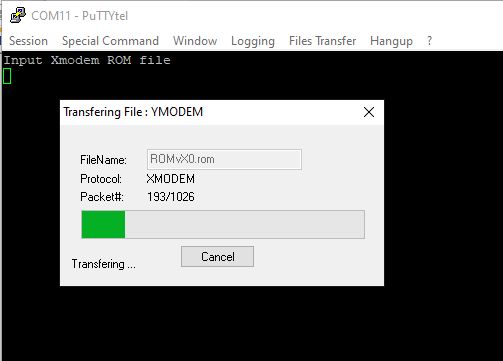 COM11 - PuTTYtel
Session Special Command Window Logging Files Transfer Hangup ?
Input Xmodem ROM file
Transfering File : YMODEM
FileName: ROMvX0.rom
Protocol: XMODEM
Packet#: 193/1026
Transfering ... Cancel